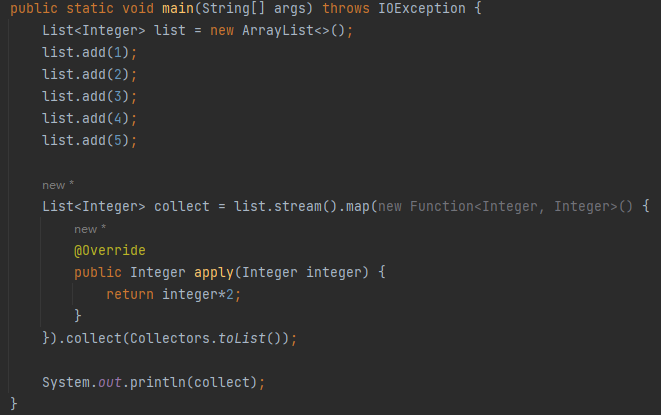 public static void main(String[] args) throws IOException {
    List<Integer> list = new ArrayList<>();
    list.add(1);
    list.add(2);
    list.add(3);
    list.add(4);
    list.add(5);

    new *
    List<Integer> collect = list.stream().map(new Function<Integer, Integer>() {
        new *
        @Override
        public Integer apply(Integer integer) {
            return integer*2;
        }
    }).collect(Collectors.toList());

    System.out.println(collect);
}